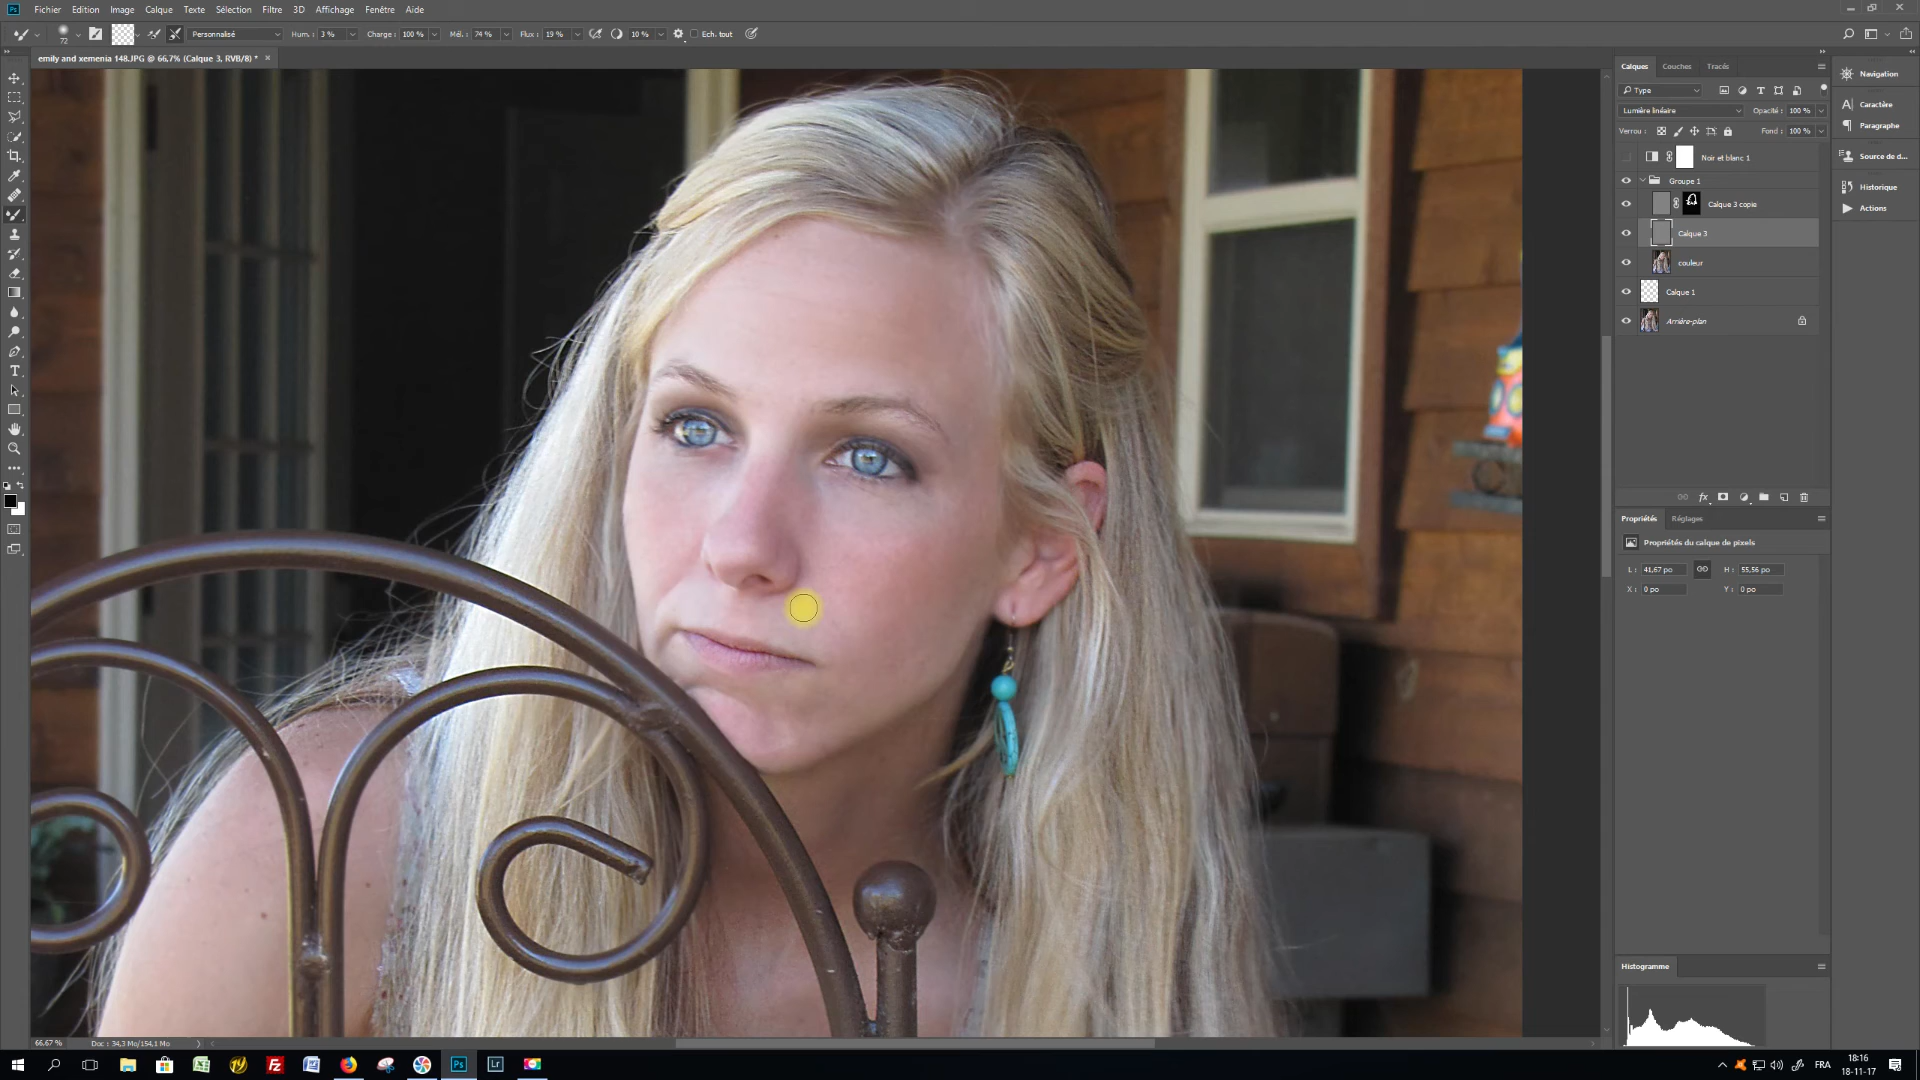 Ps Fichier Edition Image Calque Texte Sélection Filtre 3D Affichage Fenêtre Aide
72 Personnalisé Hum. : 3 % Charge : 100 % Mél. : 74 % Flux : 19 % 10 % Ech. tout
emily and xemenia 148.JPG @ 66,7% (Calque 3, RVB/8) * ×
Calques Couches Tracés
Type
Lumière linéaire Opacité : 100 %
Verrou : Fond : 100 %
Noir et blanc 1
Groupe 1
Calque 3 copie
Calque 3
couleur
Calque 1
Arrière-plan
fx
Propriétés Réglages
Propriétés du calque de pixels
L : 41,67 po H : 55,56 po
X : 0 po Y : 0 po
Histogramme
Navigation
Caractère
Paragraphe
Source de d...
Historique
Actions
66,67 % Doc : 34,3 Mo/154,1 Mo
Ps Lr
FRA
18:16
18-11-17